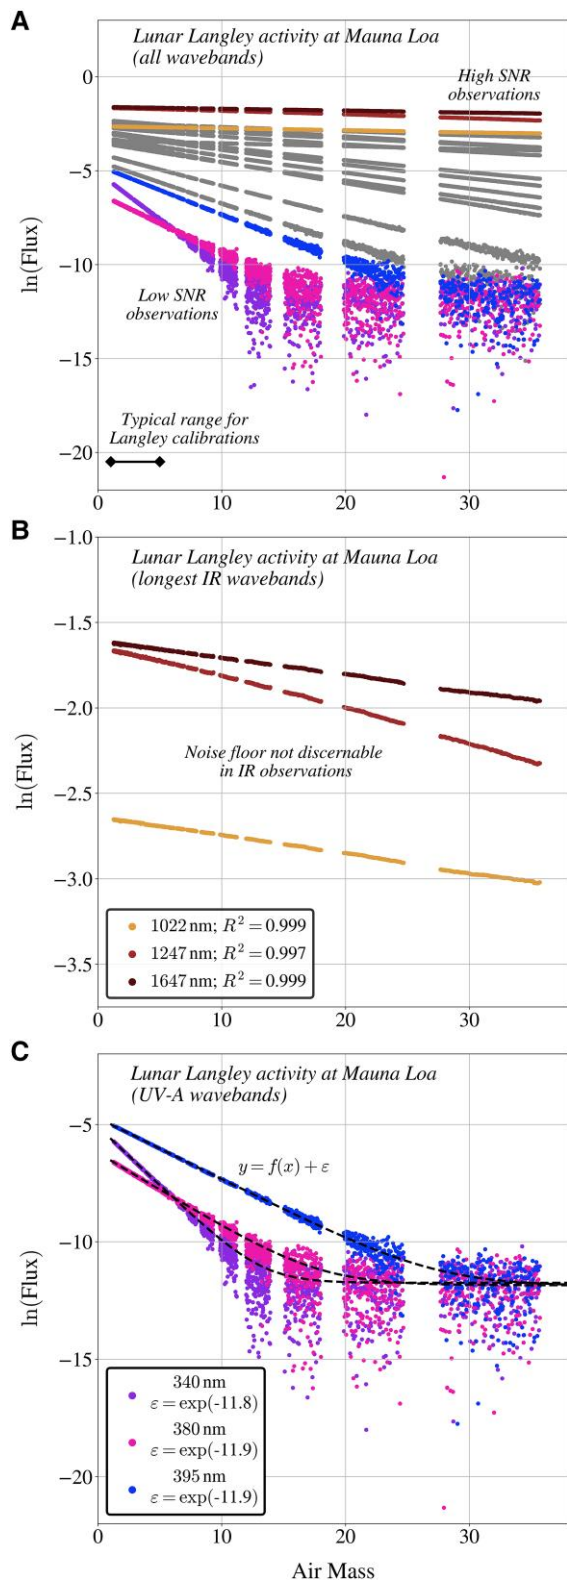 A
Lunar Langley activity at Mauna Loa
(all wavebands)
High SNR
observations
Low SNR
observations
Typical range for
Langley calibrations
ln(Flux)
0
−5
−10
−15
−20
0 10 20 30
B
Lunar Langley activity at Mauna Loa
(longest IR wavebands)
Noise floor not discernable
in IR observations
ln(Flux)
−1.0
−1.5
−2.0
−2.5
−3.0
−3.5
1022 nm; R² = 0.999
1247 nm; R² = 0.997
1647 nm; R² = 0.999
0 10 20 30
C
Lunar Langley activity at Mauna Loa
(UV-A wavebands)
y = f(x) + ε
ln(Flux)
−5
−10
−15
−20
340 nm
ε = exp(-11.8)
380 nm
ε = exp(-11.9)
395 nm
ε = exp(-11.9)
0 10 20 30
Air Mass